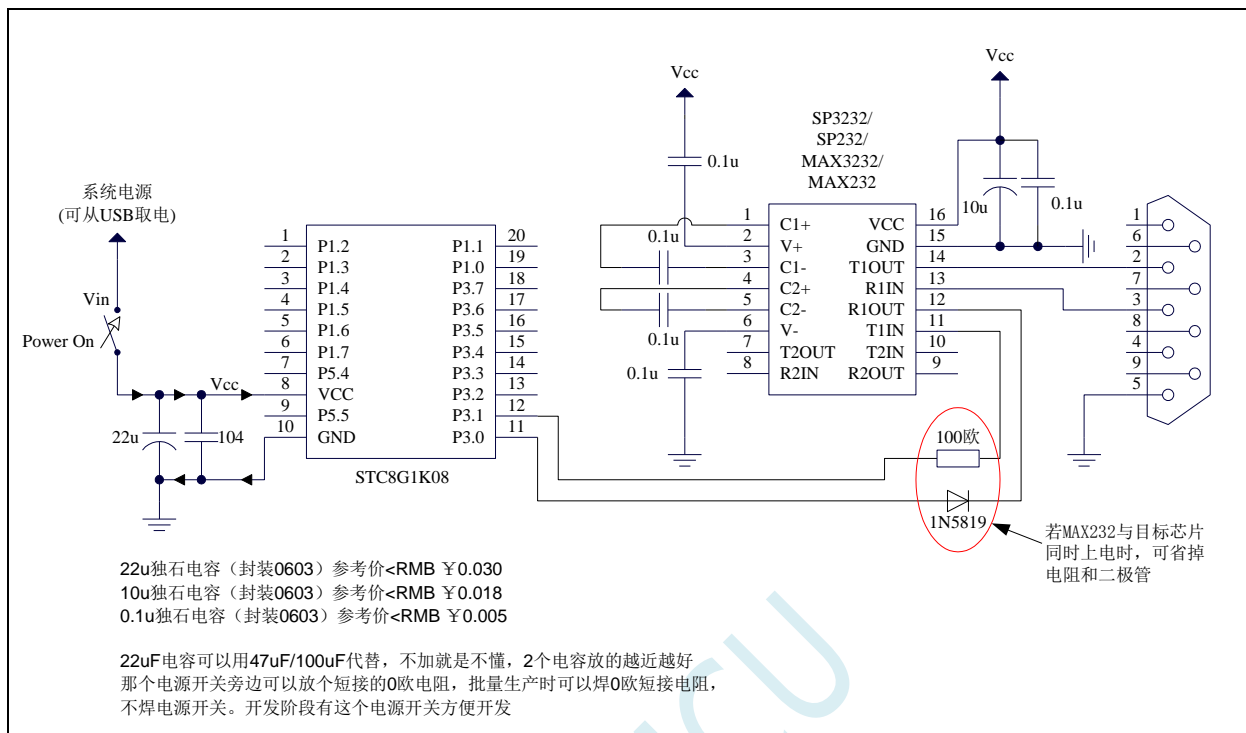 Vcc
Vcc
SP3232/
SP232/
MAX3232/
MAX232
0.1u
10u
0.1u
系统电源
(可从USB取电)
Vin
Power On
Vcc
22u
104
1 P1.2 P1.1 20
2 P1.3 P1.0 19
3 P1.4 P3.7 18
4 P1.5 P3.6 17
5 P1.6 P3.5 16
6 P1.7 P3.4 15
7 P5.4 P3.3 14
8 VCC P3.2 13
9 P5.5 P3.1 12
10 GND P3.0 11
STC8G1K08
0.1u
0.1u
0.1u
1 C1+ VCC 16
2 V+ GND 15
3 C1- T1OUT 14
4 C2+ R1IN 13
5 C2- R1OUT 12
6 V- T1IN 11
7 T2OUT T2IN 10
8 R2IN R2OUT 9
1
6
2
7
3
8
4
9
5
100欧
1N5819
若MAX232与目标芯片
同时上电时，可省掉
电阻和二极管
22u独石电容（封装0603）参考价<RMB ￥0.030
10u独石电容（封装0603）参考价<RMB ￥0.018
0.1u独石电容（封装0603）参考价<RMB ￥0.005
22uF电容可以用47uF/100uF代替，不加就是不懂，2个电容放的越近越好
那个电源开关旁边可以放个短接的0欧电阻，批量生产时可以焊0欧短接电阻，
不焊电源开关。开发阶段有这个电源开关方便开发
MCU